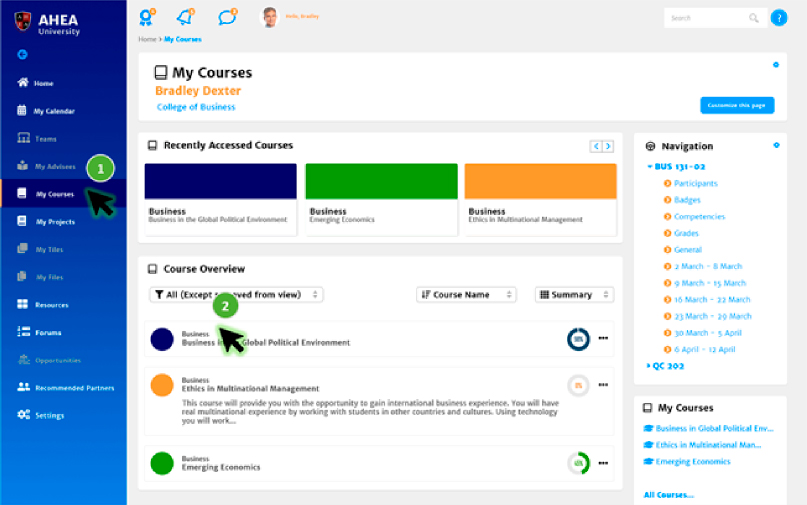 AHEA
University
Home
My Calendar
Teams
My Advisees
My Courses
My Projects
My Tiles
My Files
Resources
Forums
Opportunities
Recommended Partners
Settings
1
Hello, Bradley
Search
?
Home > My Courses
My Courses
Bradley Dexter
College of Business
Customize this page
Recently Accessed Courses
Business
Business in the Global Political Environment
Business
Emerging Economics
Business
Ethics in Multinational Management
Course Overview
All (Except removed from view)
Course Name
Summary
2
Business
Business in the Global Political Environment
Business
Ethics in Multinational Management
0%
This course will provide you with the opportunity to gain international business experience. You will have
real multinational experience by working with students in other countries and cultures. Using technology
you will work...
Business
Emerging Economics
Navigation
BUS 131-02
Participants
Badges
Competencies
Grades
General
2 March - 8 March
9 March - 15 March
16 March - 22 March
23 March - 29 March
30 March - 5 April
6 April - 12 April
QC 202
My Courses
Business in Global Political Env...
Ethics in Multinational Man...
Emerging Economics
All Courses...